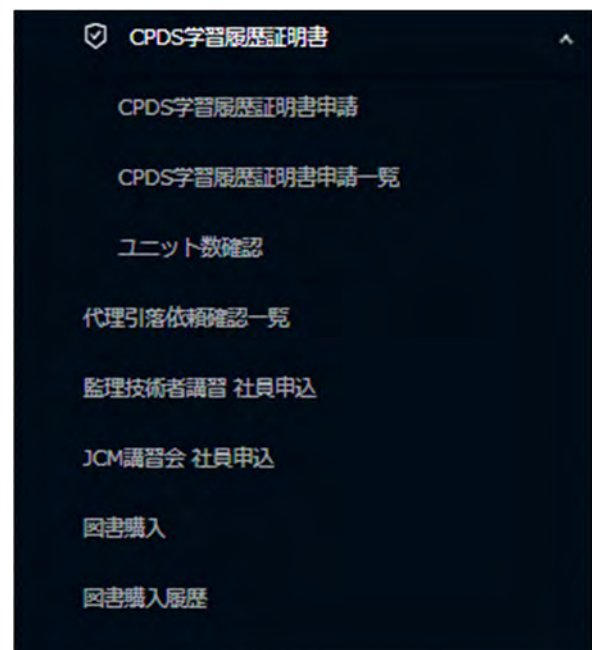 CPDS学習履歴証明書
CPDS学習履歴証明書申請
CPDS学習履歴証明書申請一覧
ユニット数確認
代理引落依頼確認一覧
監理技術者講習 社員申込
JCM講習会 社員申込
図書購入
図書購入履歴